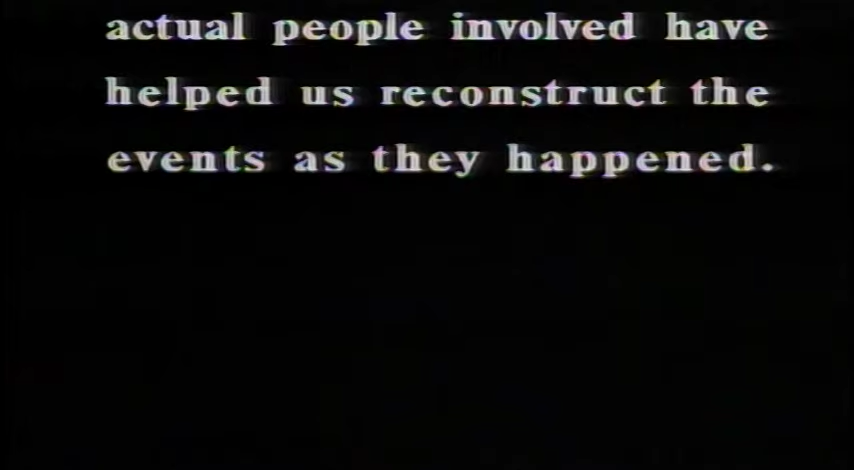 actual people involved have
helped us reconstruct the
events as they happened.